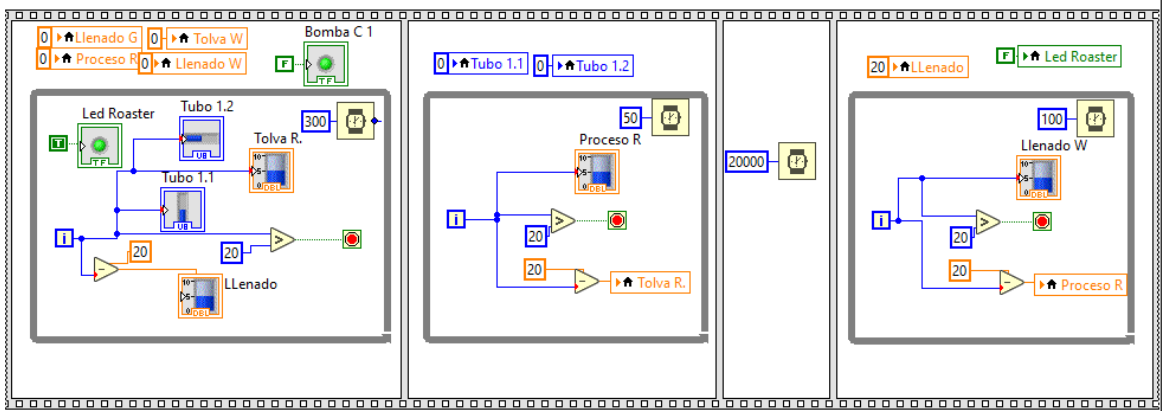 0 Llenado G
0 Tolva W
0 Proceso R
0 Llenado W
Bomba C 1
F
TF
Led Roaster
T
TF
Tubo 1.2
VB
300
Tolva R.
10-
5-
0
DBL
Tubo 1.1
VB
i
20
>
20
-
LLenado
10-
5-
0
DBL
0 Tubo 1.1
0 Tubo 1.2
50
Proceso R
10-
5-
0
DBL
i
>
20
20
-
Tolva R.
20000
20 LLenado
F Led Roaster
100
Llenado W
10-
5-
0
DBL
i
>
20
20
-
Proceso R